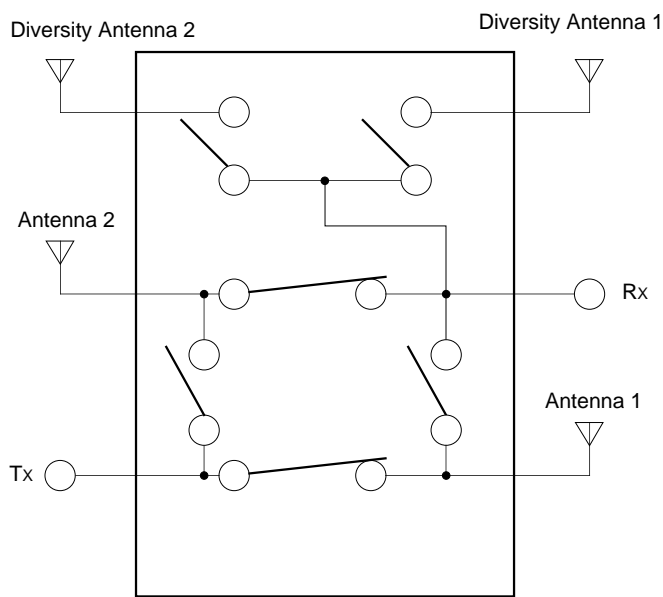 Diversity Antenna 2
Diversity Antenna 1
Antenna 2
Rx
Antenna 1
Tx